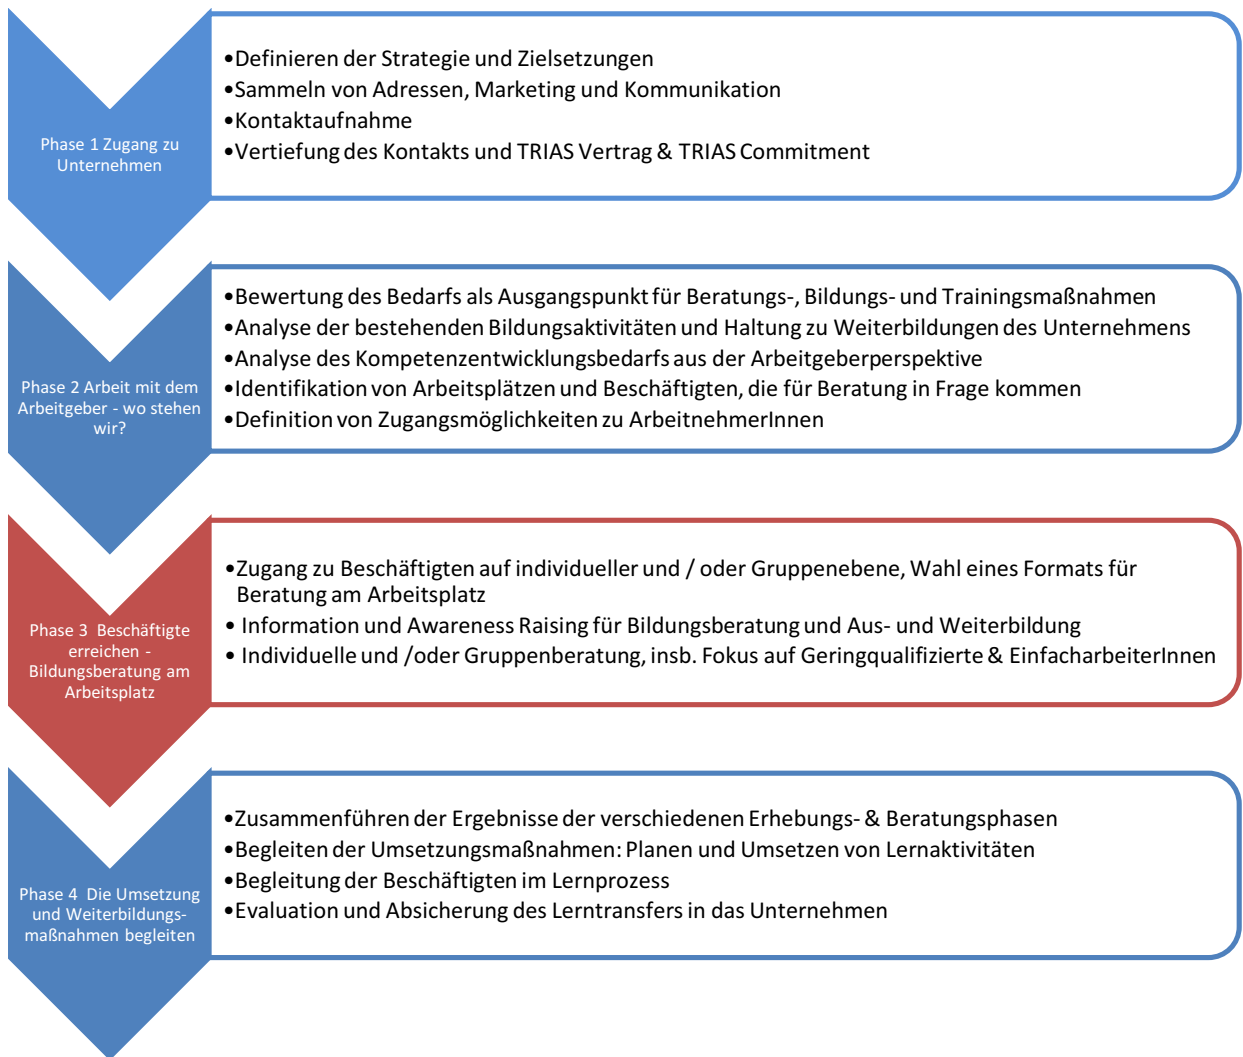 Phase 1 Zugang zu
Unternehmen
•Definieren der Strategie und Zielsetzungen
•Sammeln von Adressen, Marketing und Kommunikation
•Kontaktaufnahme
•Vertiefung des Kontakts und TRIAS Vertrag & TRIAS Commitment
Phase 2 Arbeit mit dem
Arbeitgeber - wo stehen
wir?
•Bewertung des Bedarfs als Ausgangspunkt für Beratungs-, Bildungs- und Trainingsmaßnahmen
•Analyse der bestehenden Bildungsaktivitäten und Haltung zu Weiterbildungen des Unternehmens
•Analyse des Kompetenzentwicklungsbedarfs aus der Arbeitgeberperspektive
•Identifikation von Arbeitsplätzen und Beschäftigten, die für Beratung in Frage kommen
•Definition von Zugangsmöglichkeiten zu ArbeitnehmerInnen
Phase 3 Beschäftigte
erreichen -
Bildungsberatung am
Arbeitsplatz
•Zugang zu Beschäftigten auf individueller und / oder Gruppenebene, Wahl eines Formats für
Beratung am Arbeitsplatz
• Information und Awareness Raising für Bildungsberatung und Aus- und Weiterbildung
• Individuelle und /oder Gruppenberatung, insb. Fokus auf Geringqualifizierte & EinfacharbeiterInnen
Phase 4 Die Umsetzung
und Weiterbildungs-
maßnahmen begleiten
•Zusammenführen der Ergebnisse der verschiedenen Erhebungs- & Beratungsphasen
•Begleiten der Umsetzungsmaßnahmen: Planen und Umsetzen von Lernaktivitäten
•Begleitung der Beschäftigten im Lernprozess
•Evaluation und Absicherung des Lerntransfers in das Unternehmen